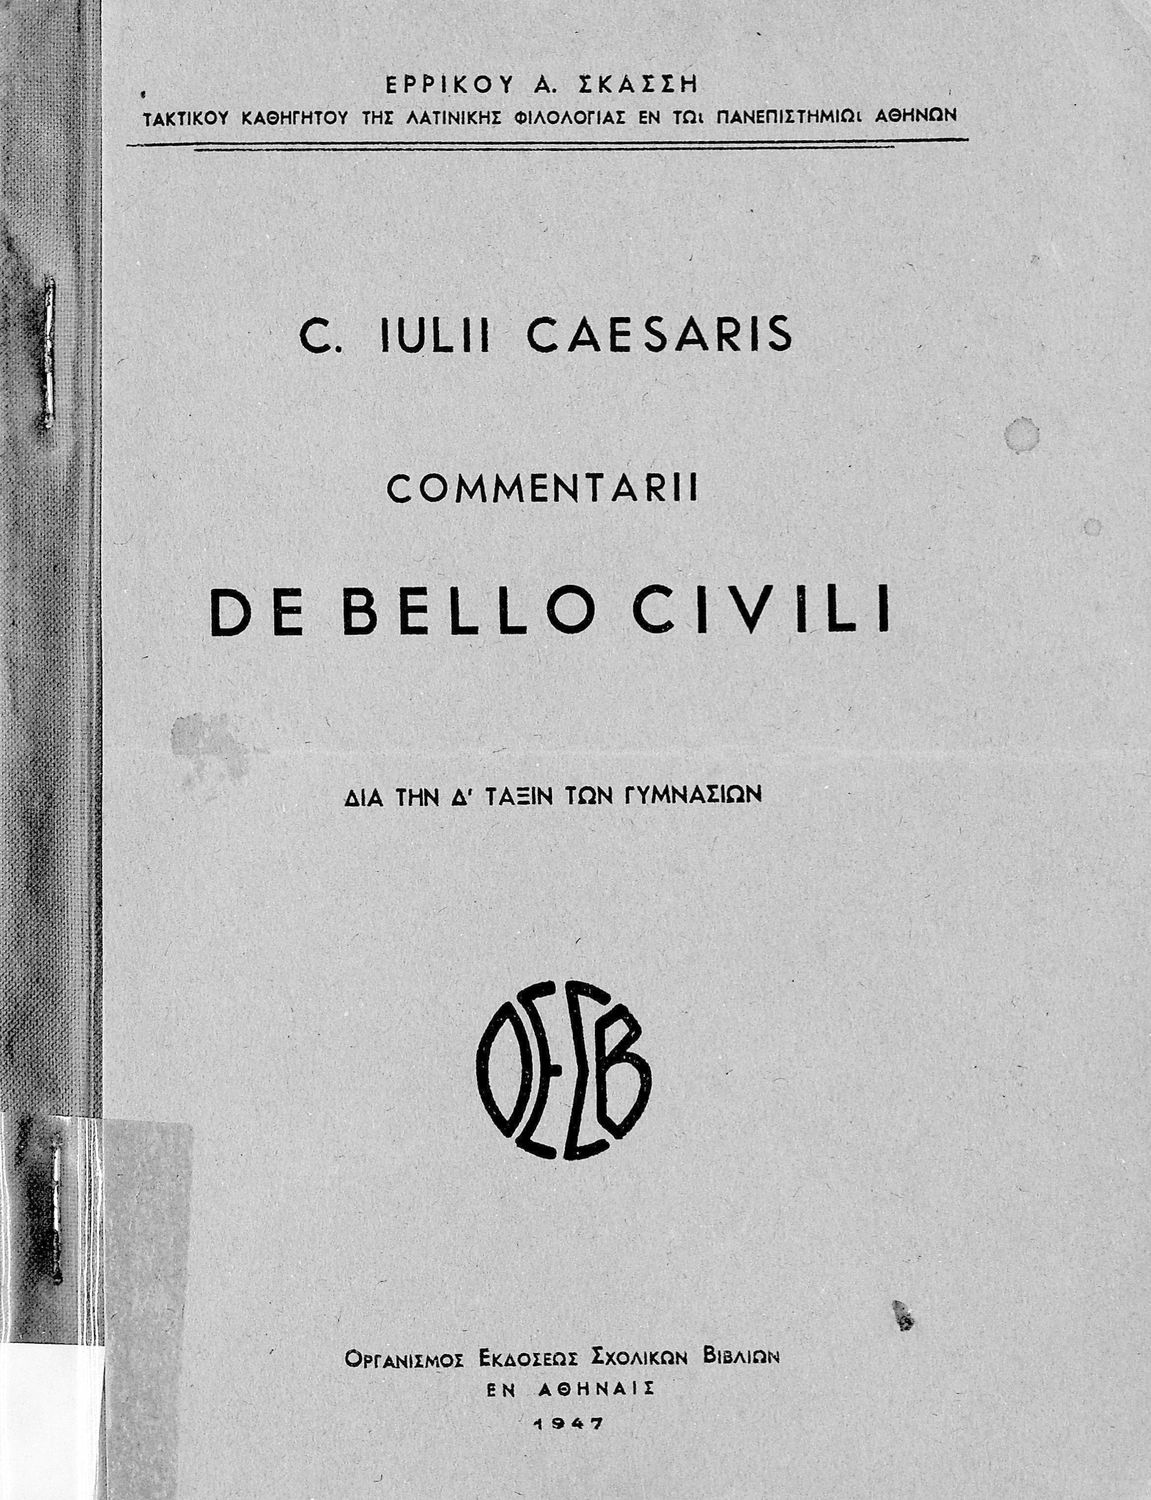 ΕΡΡΙΚΟΥ Α. ΣΚΑΣΣΗ
ΤΑΚΤΙΚΟΥ ΚΑΘΗΓΗΤΟΥ ΤΗΣ ΛΑΤΙΝΙΚΗΣ ΦΙΛΟΛΟΓΙΑΣ ΕΝ ΤΩι ΠΑΝΕΠΙΣΤΗΜΙΩι ΑΘΗΝΩΝ
C. IULII CAESARIS
COMMENTARII
DE BELLO CIVILI
ΔΙΑ ΤΗΝ Δ' ΤΑΞΙΝ ΤΩΝ ΓΥΜΝΑΣΙΩΝ
ΟΕΣΒ
ΟΡΓΑΝΙΣΜΟΣ ΕΚΔΟΣΕΩΣ ΣΧΟΛΙΚΩΝ ΒΙΒΛΙΩΝ
ΕΝ ΑΘΗΝΑΙΣ
1947